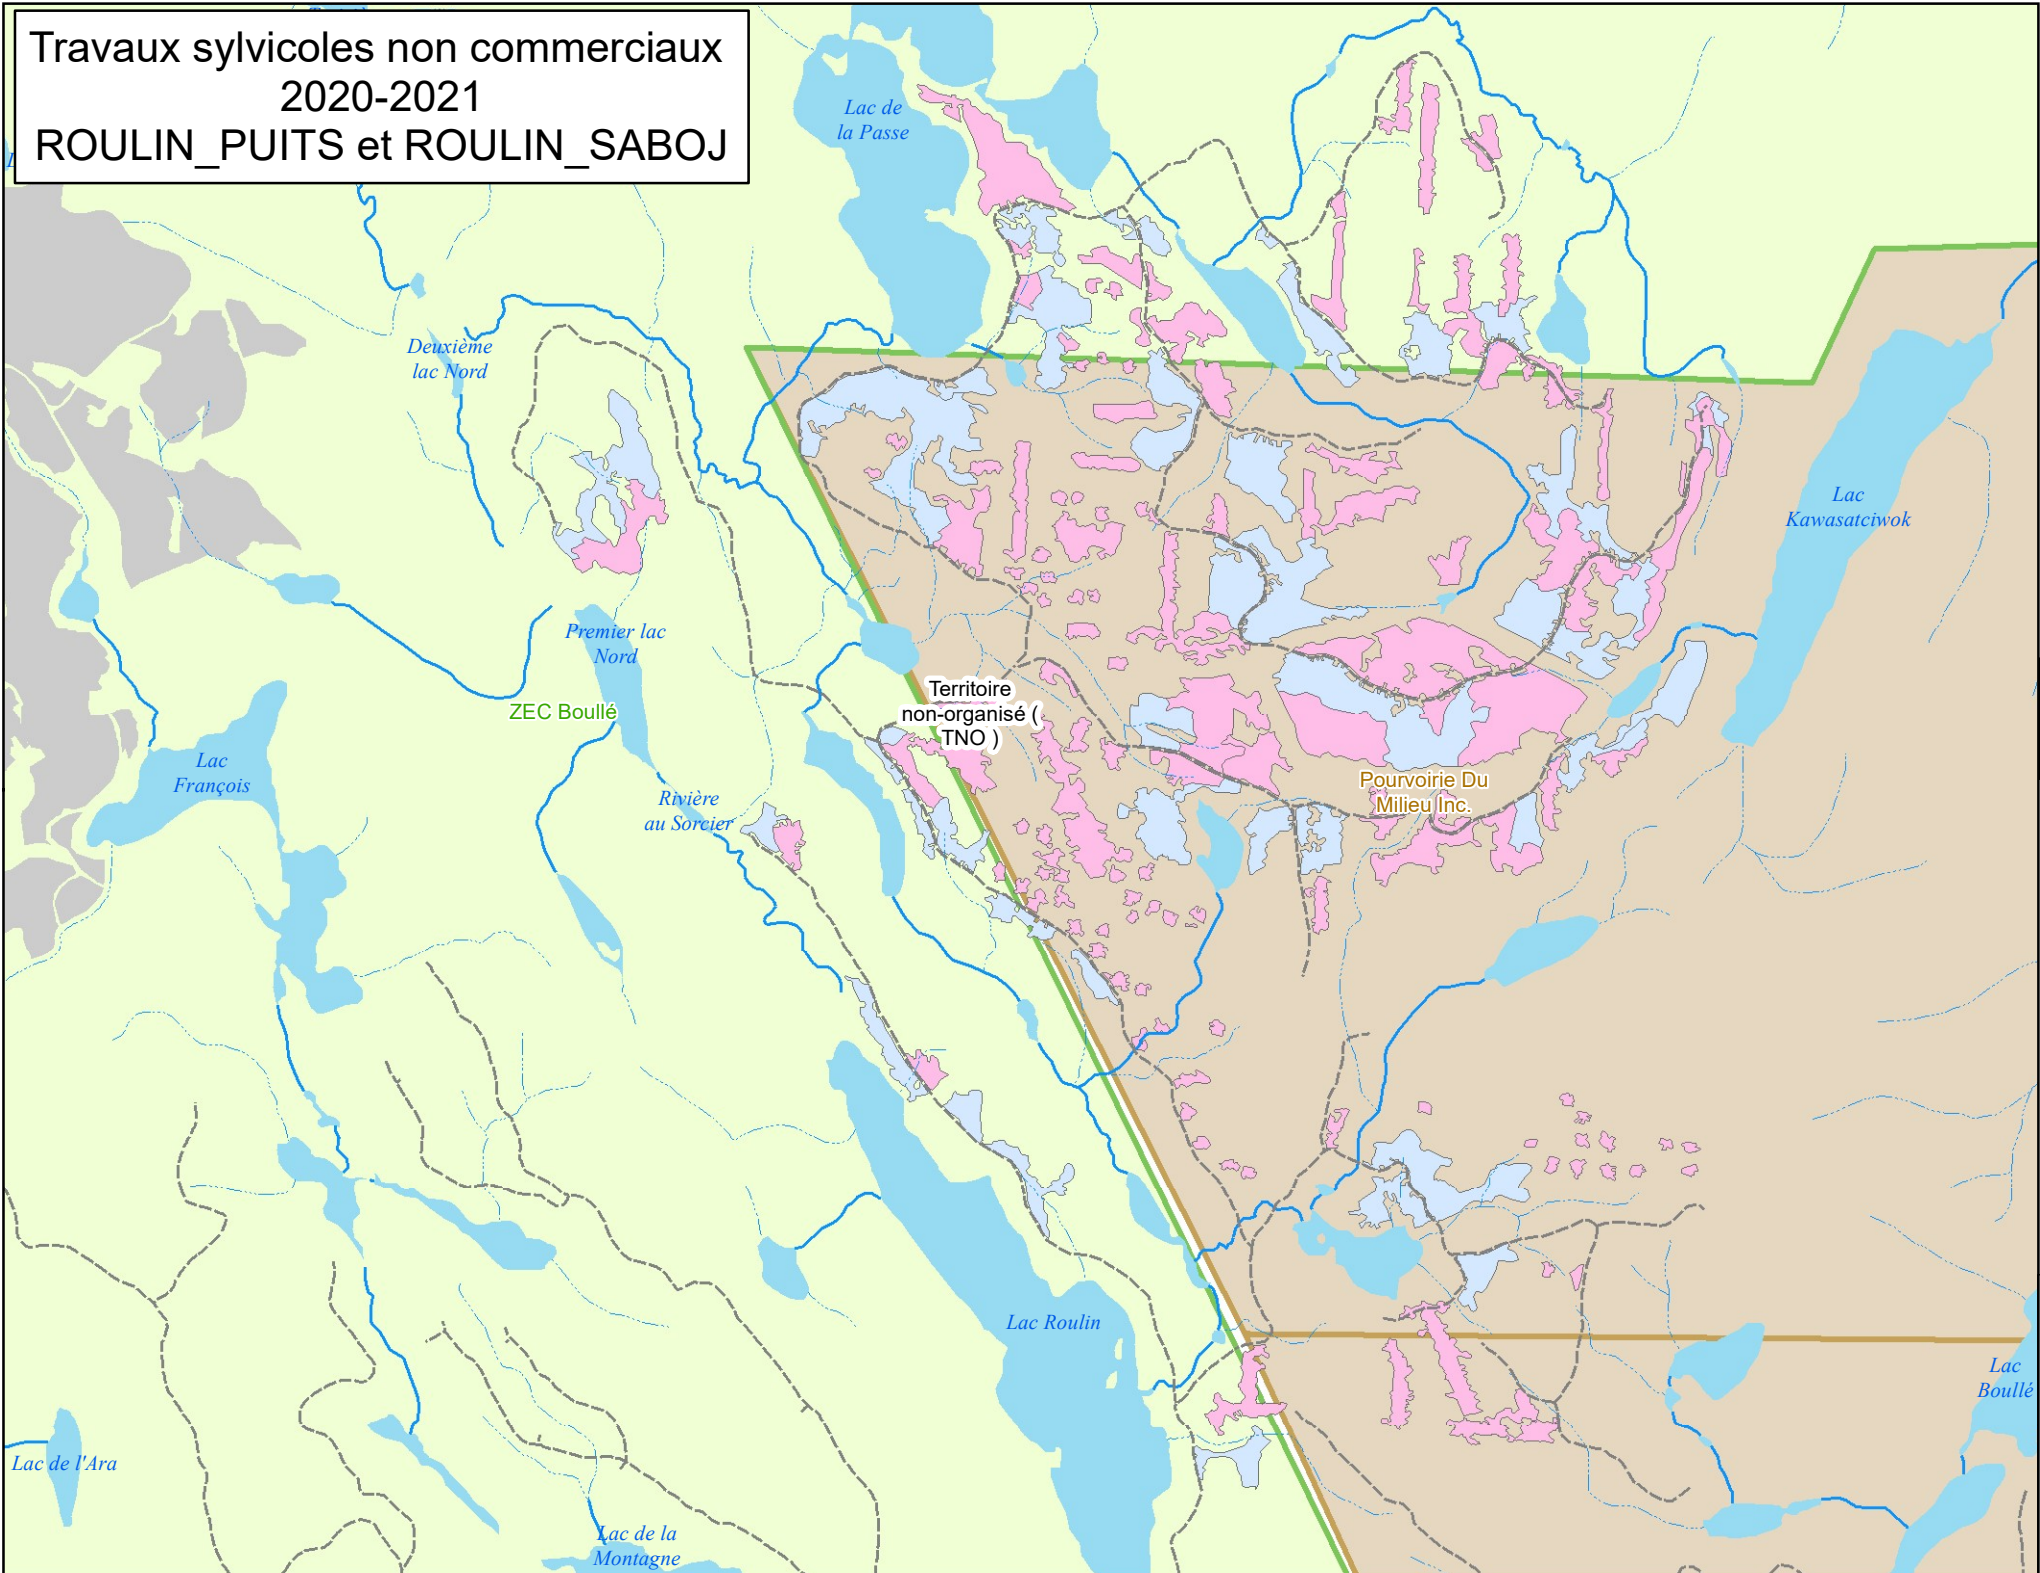 Travaux sylvicoles non commerciaux
2020-2021
ROULIN_PUITS et ROULIN_SABOJ
Lac de
la Passe
Deuxième
lac Nord
Lac
Kawasatciwok
Premier lac
Nord
ZEC Boullé
Territoire
non-organisé (
TNO )
Lac
François
Rivière
au Sorcier
Pourvoirie Du
Milieu Inc.
Lac Roulin
Lac
Boullé
Lac de l'Ara
Lac de la
Montagne